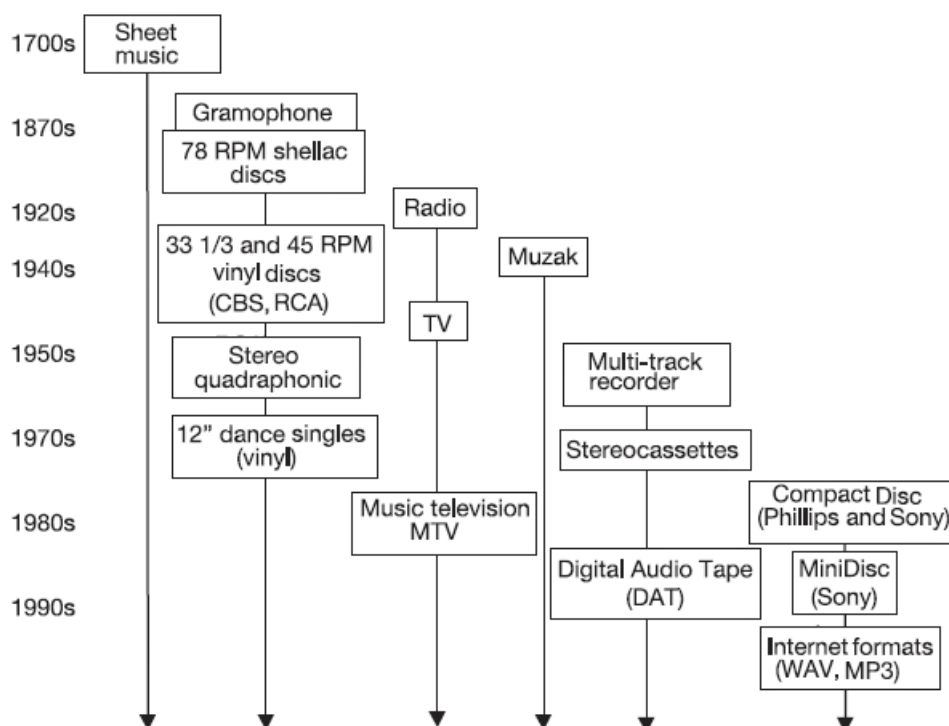 1700s
Sheet
music
1870s
Gramophone
78 RPM shellac
discs
1920s
Radio
1940s
33 1/3 and 45 RPM
vinyl discs
(CBS, RCA)
Muzak
TV
1950s
Stereo
quadraphonic
Multi-track
recorder
1970s
12” dance singles
(vinyl)
Stereocassettes
1980s
Music television
MTV
Compact Disc
(Phillips and Sony)
Digital Audio Tape
(DAT)
MiniDisc
(Sony)
1990s
Internet formats
(WAV, MP3)